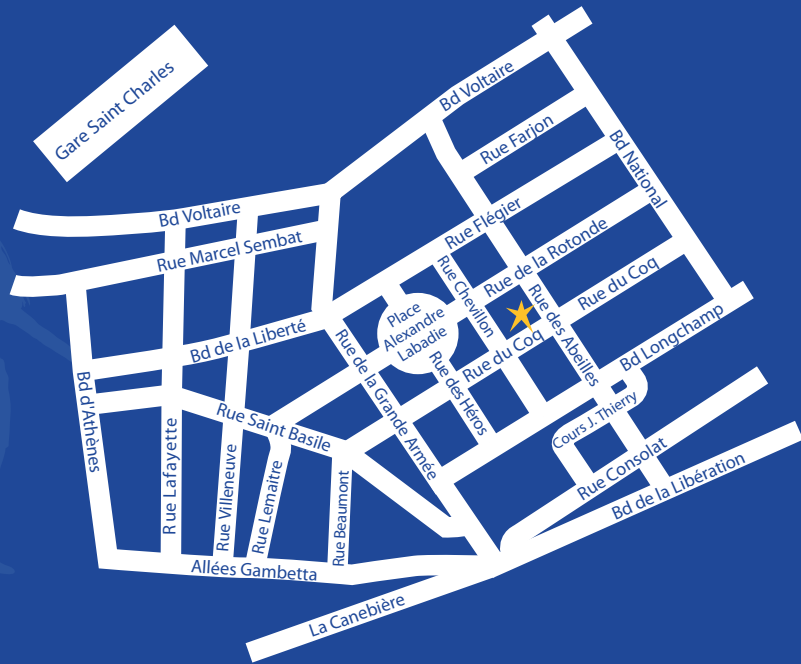 Gare Saint Charles
Bd Voltaire
Rue Farjon
Bd National
Bd Voltaire
Rue Marcel Sembat
Rue Flégier
Rue de la Rotonde
Rue Chevillon
Rue du Coq
Place
Alexandre
Labadie
Rue des Abeilles
Bd de la Liberté
Rue de la Grande Armée
Rue du Coq
Rue des Héros
Bd Longchamp
Bd d'Athènes
Rue Saint Basile
Cours J. Thierry
R ue Lafayette
Rue Villeneuve
Rue Lemaitre
Rue Beaumont
Rue Consolat
Bd de la Libération
Allées Gambetta
La Canebière